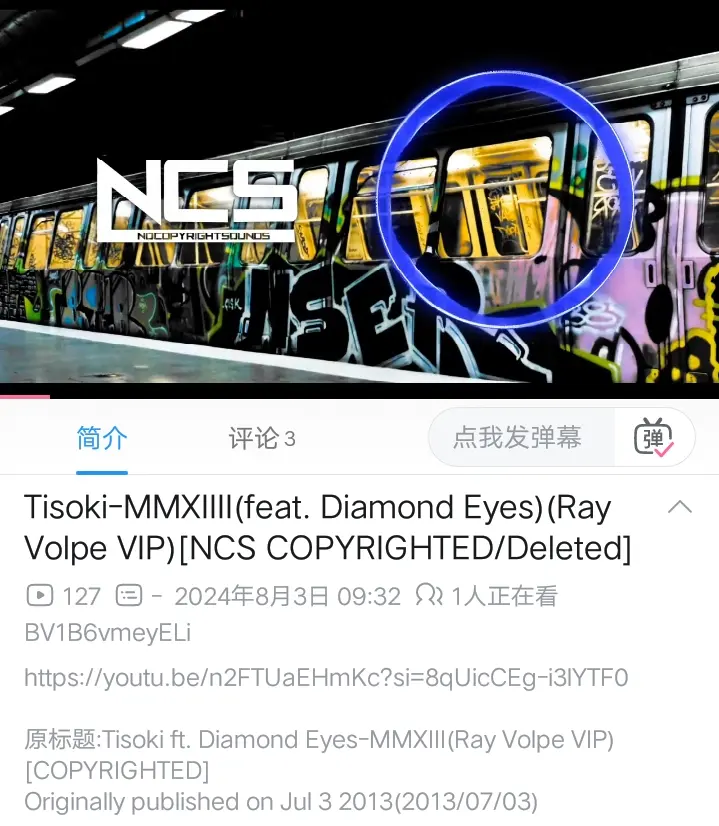 NCS
NOCOPYRIGHTSOUNDS
USER
简介
评论 3
点我发弹幕
弹
Tisoki-MMXIIII(feat. Diamond Eyes)(Ray
Volpe VIP)[NCS COPYRIGHTED/Deleted]
127 - 2024年8月3日 09:32 1人正在看
BV1B6vmeyELi
https://youtu.be/n2FTUaEHmKc?si=8qUicCEg-i3lYTF0
原标题:Tisoki ft. Diamond Eyes-MMXIII(Ray Volpe VIP)
[COPYRIGHTED]
Originally published on Jul 3 2013(2013/07/03)